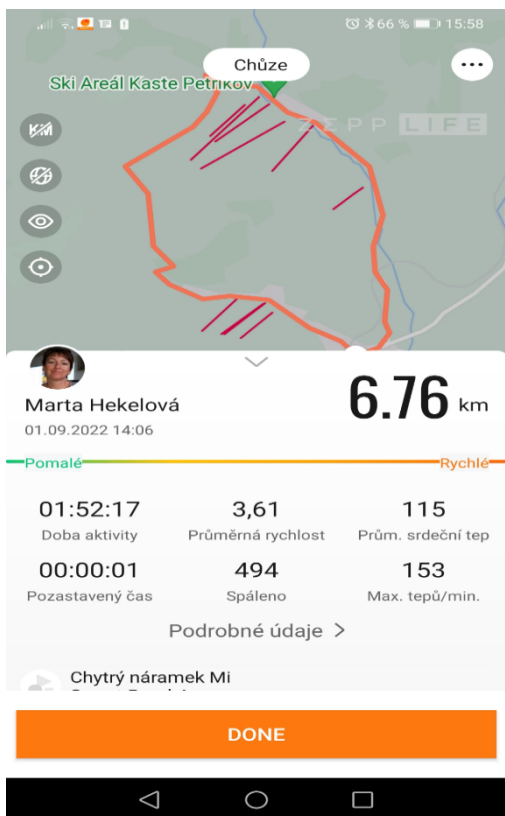 66 % 15:58
Chůze
Ski Areál Kaste Petříkov
ZEPP LIFE
Marta Hekelová
6.76 km
01.09.2022 14:06
Pomalé Rychlé
01:52:17 3,61 115
Doba aktivity Průměrná rychlost Prům. srdeční tep
00:00:01 494 153
Pozastavený čas Spáleno Max. tepů/min.
Podrobné údaje >
Chytrý náramek Mi
DONE